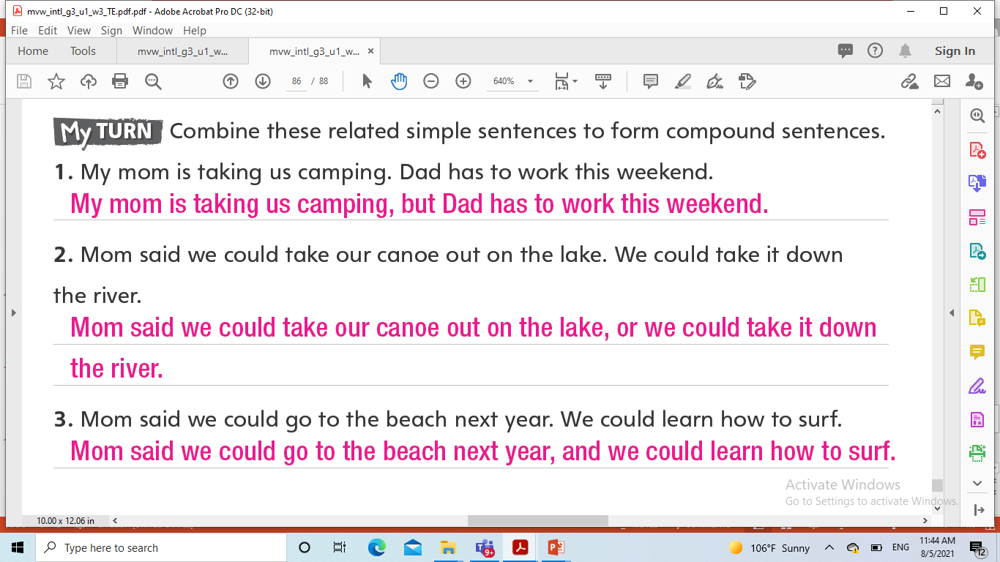 mvw_intl_g3_u1_w3_TE.pdf.pdf - Adobe Acrobat Pro DC (32-bit)
File Edit View Sign Window Help
Home Tools mvw_intl_g3_u1_w... mvw_intl_g3_u1_w... × Sign In
86 / 88 640%
My TURN Combine these related simple sentences to form compound sentences.
1. My mom is taking us camping. Dad has to work this weekend.
My mom is taking us camping, but Dad has to work this weekend.
2. Mom said we could take our canoe out on the lake. We could take it down
the river.
Mom said we could take our canoe out on the lake, or we could take it down
the river.
3. Mom said we could go to the beach next year. We could learn how to surf.
Mom said we could go to the beach next year, and we could learn how to surf.
Activate Windows
Go to Settings to activate Windows.
10.00 x 12.06 in
Type here to search 9+ 106°F Sunny ENG 11:44 AM
8/5/2021 12